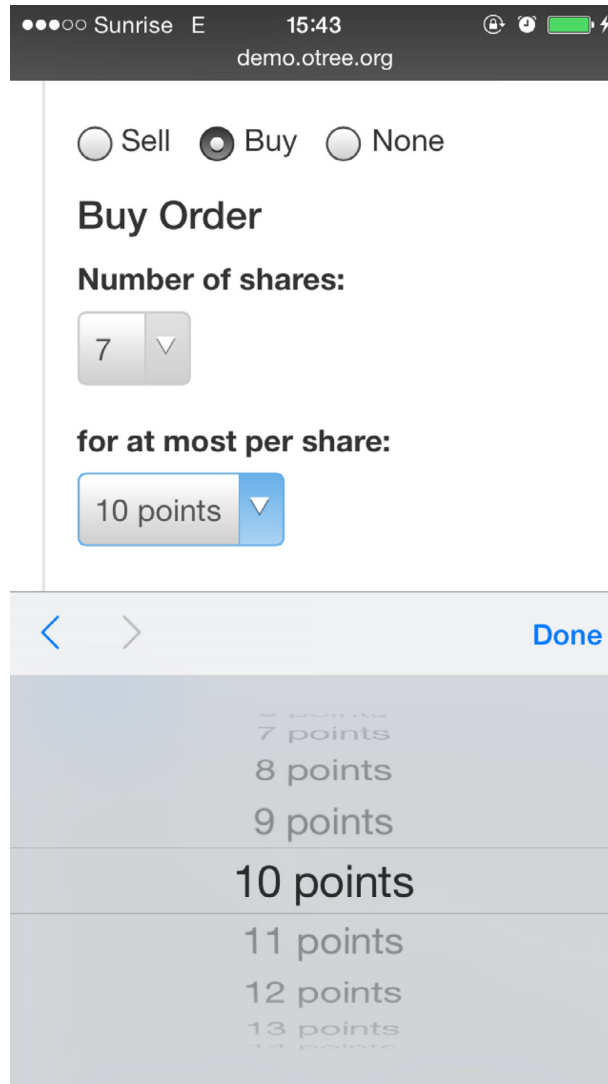 Sunrise E 15:43
demo.otree.org
Sell Buy None
Buy Order
Number of shares:
7
for at most per share:
10 points
Done
7 points
8 points
9 points
10 points
11 points
12 points
13 points